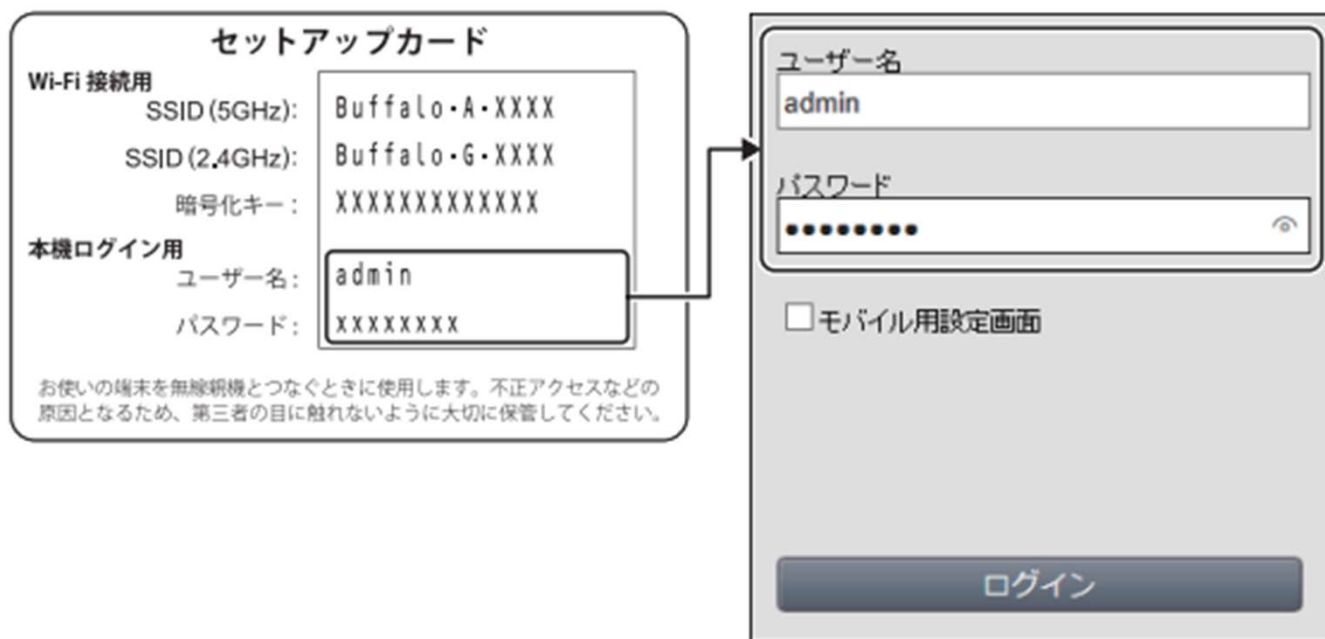 セットアップカード
Wi-Fi 接続用
SSID (5GHz): Buffalo-A-XXXX
SSID (2.4GHz): Buffalo-G-XXXX
暗号化キー: XXXXXXXXXXXXX
本機ログイン用
ユーザー名: admin
パスワード: xxxxxxxx
お使いの端末を無線親機とつなぐときに使用します。不正アクセスなどの
原因となるため、第三者の目に触れないように大切に保管してください。
ユーザー名
admin
パスワード
••••••••
モバイル用設定画面
ログイン